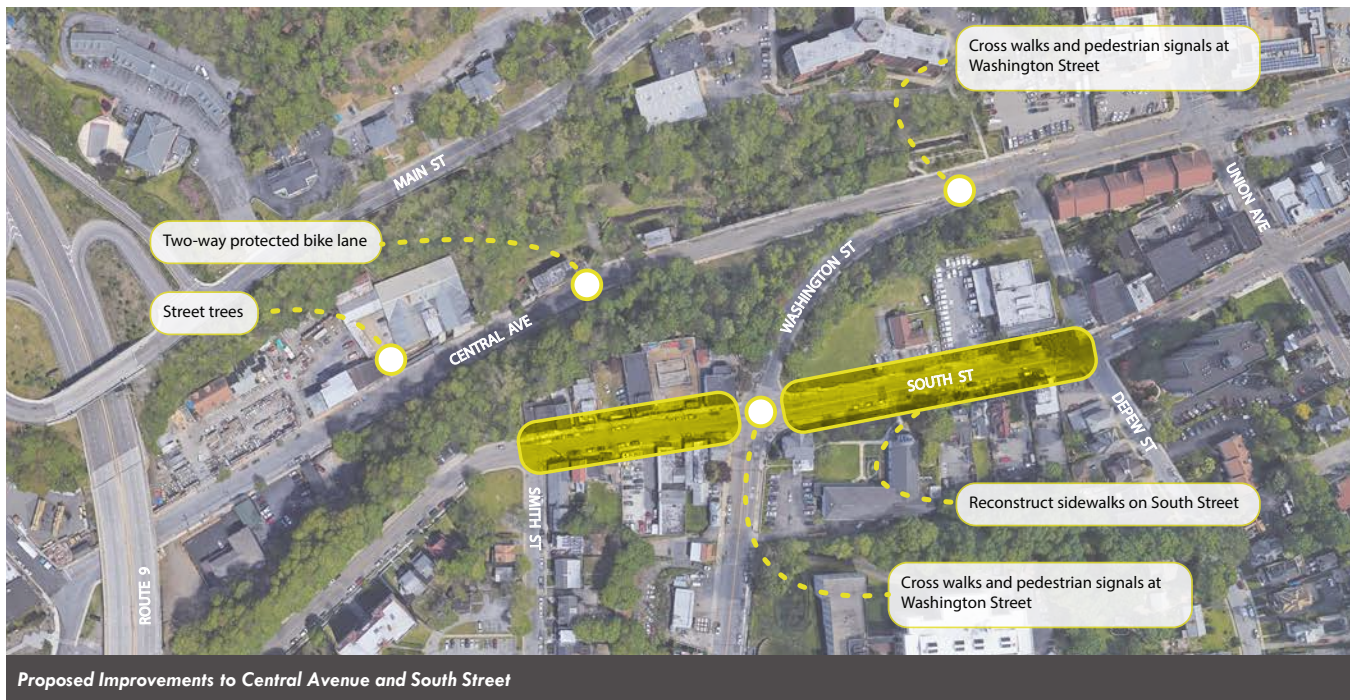 Cross walks and pedestrian signals at
Washington Street
MAIN ST
UNION AVE
Two-way protected bike lane
WASHINGTON ST
Street trees
CENTRAL AVE
SOUTH ST
DEPEW ST
SMITH ST
Reconstruct sidewalks on South Street
ROUTE 9
Cross walks and pedestrian signals at
Washington Street
Proposed Improvements to Central Avenue and South Street